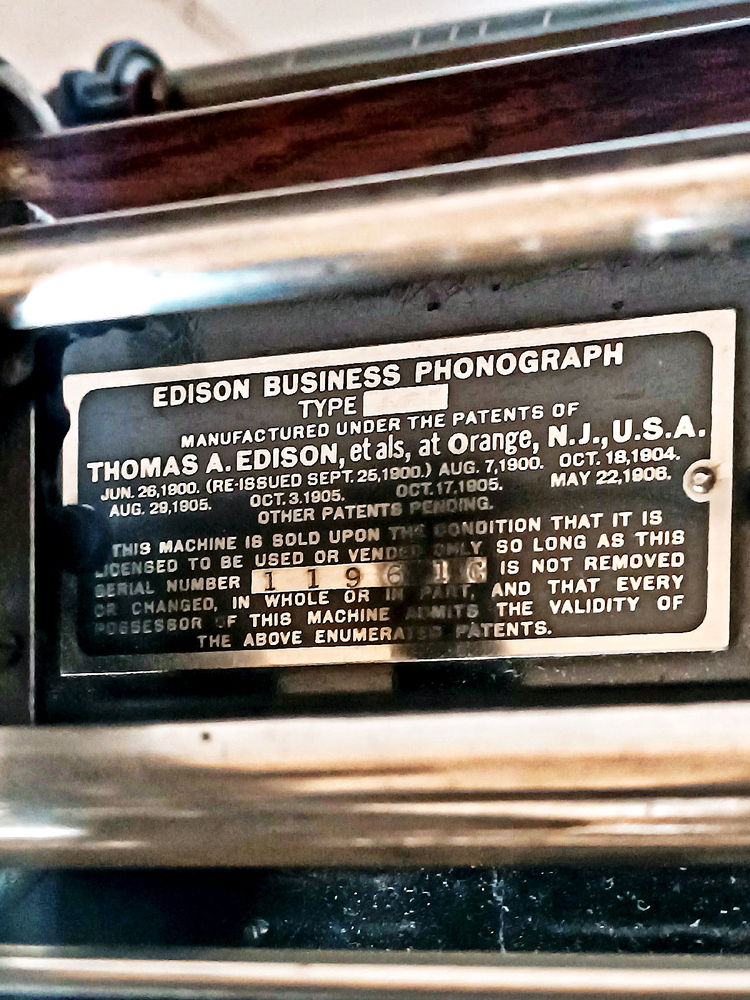 EDISON BUSINESS PHONOGRAPH
TYPE
MANUFACTURED UNDER THE PATENTS OF
THOMAS A. EDISON, et als, at Orange, N.J., U.S.A.
JUN. 26,1900. (RE-ISSUED SEPT. 25,1900.) AUG. 7,1900. OCT. 18,1904.
AUG. 29,1905. OCT. 3.1905. OCT. 17,1905. MAY 22,1906.
OTHER PATENTS PENDING.
THIS MACHINE IS SOLD UPON THE CONDITION THAT IT IS
LICENSED TO BE USED OR VENDED ONLY SO LONG AS THIS
SERIAL NUMBER IS NOT REMOVED
OR CHANGED, IN WHOLE OR IN PART, AND THAT EVERY
POSSESSOR OF THIS MACHINE ADMITS THE VALIDITY OF
THE ABOVE ENUMERATED PATENTS.